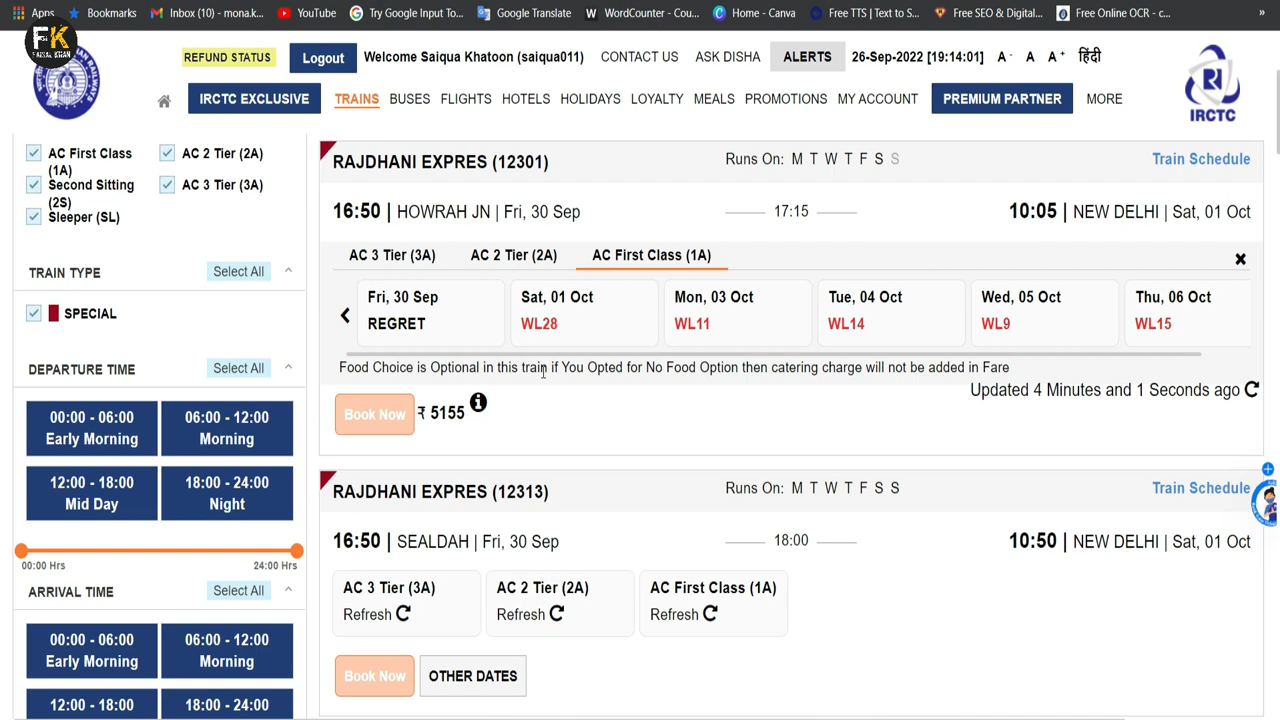 Apps Bookmarks Inbox (10) - mona.k... YouTube Try Google Input To... Google Translate WordCounter - Cou... Home - Canva Free TTS | Text to S... Free SEO & Digital... Free Online OCR - c... »
FK
FAISAL KHAN
REFUND STATUS Logout Welcome Saiqua Khatoon (saiqua011) CONTACT US ASK DISHA ALERTS 26-Sep-2022 [19:14:01] A- A A+ हिंदी
IRCTC EXCLUSIVE TRAINS BUSES FLIGHTS HOTELS HOLIDAYS LOYALTY MEALS PROMOTIONS MY ACCOUNT PREMIUM PARTNER MORE
IRCTC
AC First Class (1A) AC 2 Tier (2A)
Second Sitting (2S) AC 3 Tier (3A)
Sleeper (SL)
TRAIN TYPE Select All
SPECIAL
DEPARTURE TIME Select All
00:00 - 06:00 06:00 - 12:00
Early Morning Morning
12:00 - 18:00 18:00 - 24:00
Mid Day Night
00:00 Hrs 24:00 Hrs
ARRIVAL TIME Select All
00:00 - 06:00 06:00 - 12:00
Early Morning Morning
12:00 - 18:00 18:00 - 24:00
RAJDHANI EXPRES (12301) Runs On: M T W T F S S Train Schedule
16:50 | HOWRAH JN | Fri, 30 Sep 17:15 10:05 | NEW DELHI | Sat, 01 Oct
AC 3 Tier (3A) AC 2 Tier (2A) AC First Class (1A)
Fri, 30 Sep Sat, 01 Oct Mon, 03 Oct Tue, 04 Oct Wed, 05 Oct Thu, 06 Oct
REGRET WL28 WL11 WL14 WL9 WL15
Food Choice is Optional in this train if You Opted for No Food Option then catering charge will not be added in Fare
Updated 4 Minutes and 1 Seconds ago
Book Now ₹ 5155
RAJDHANI EXPRES (12313) Runs On: M T W T F S S Train Schedule
16:50 | SEALDAH | Fri, 30 Sep 18:00 10:50 | NEW DELHI | Sat, 01 Oct
AC 3 Tier (3A) AC 2 Tier (2A) AC First Class (1A)
Refresh Refresh Refresh
Book Now OTHER DATES